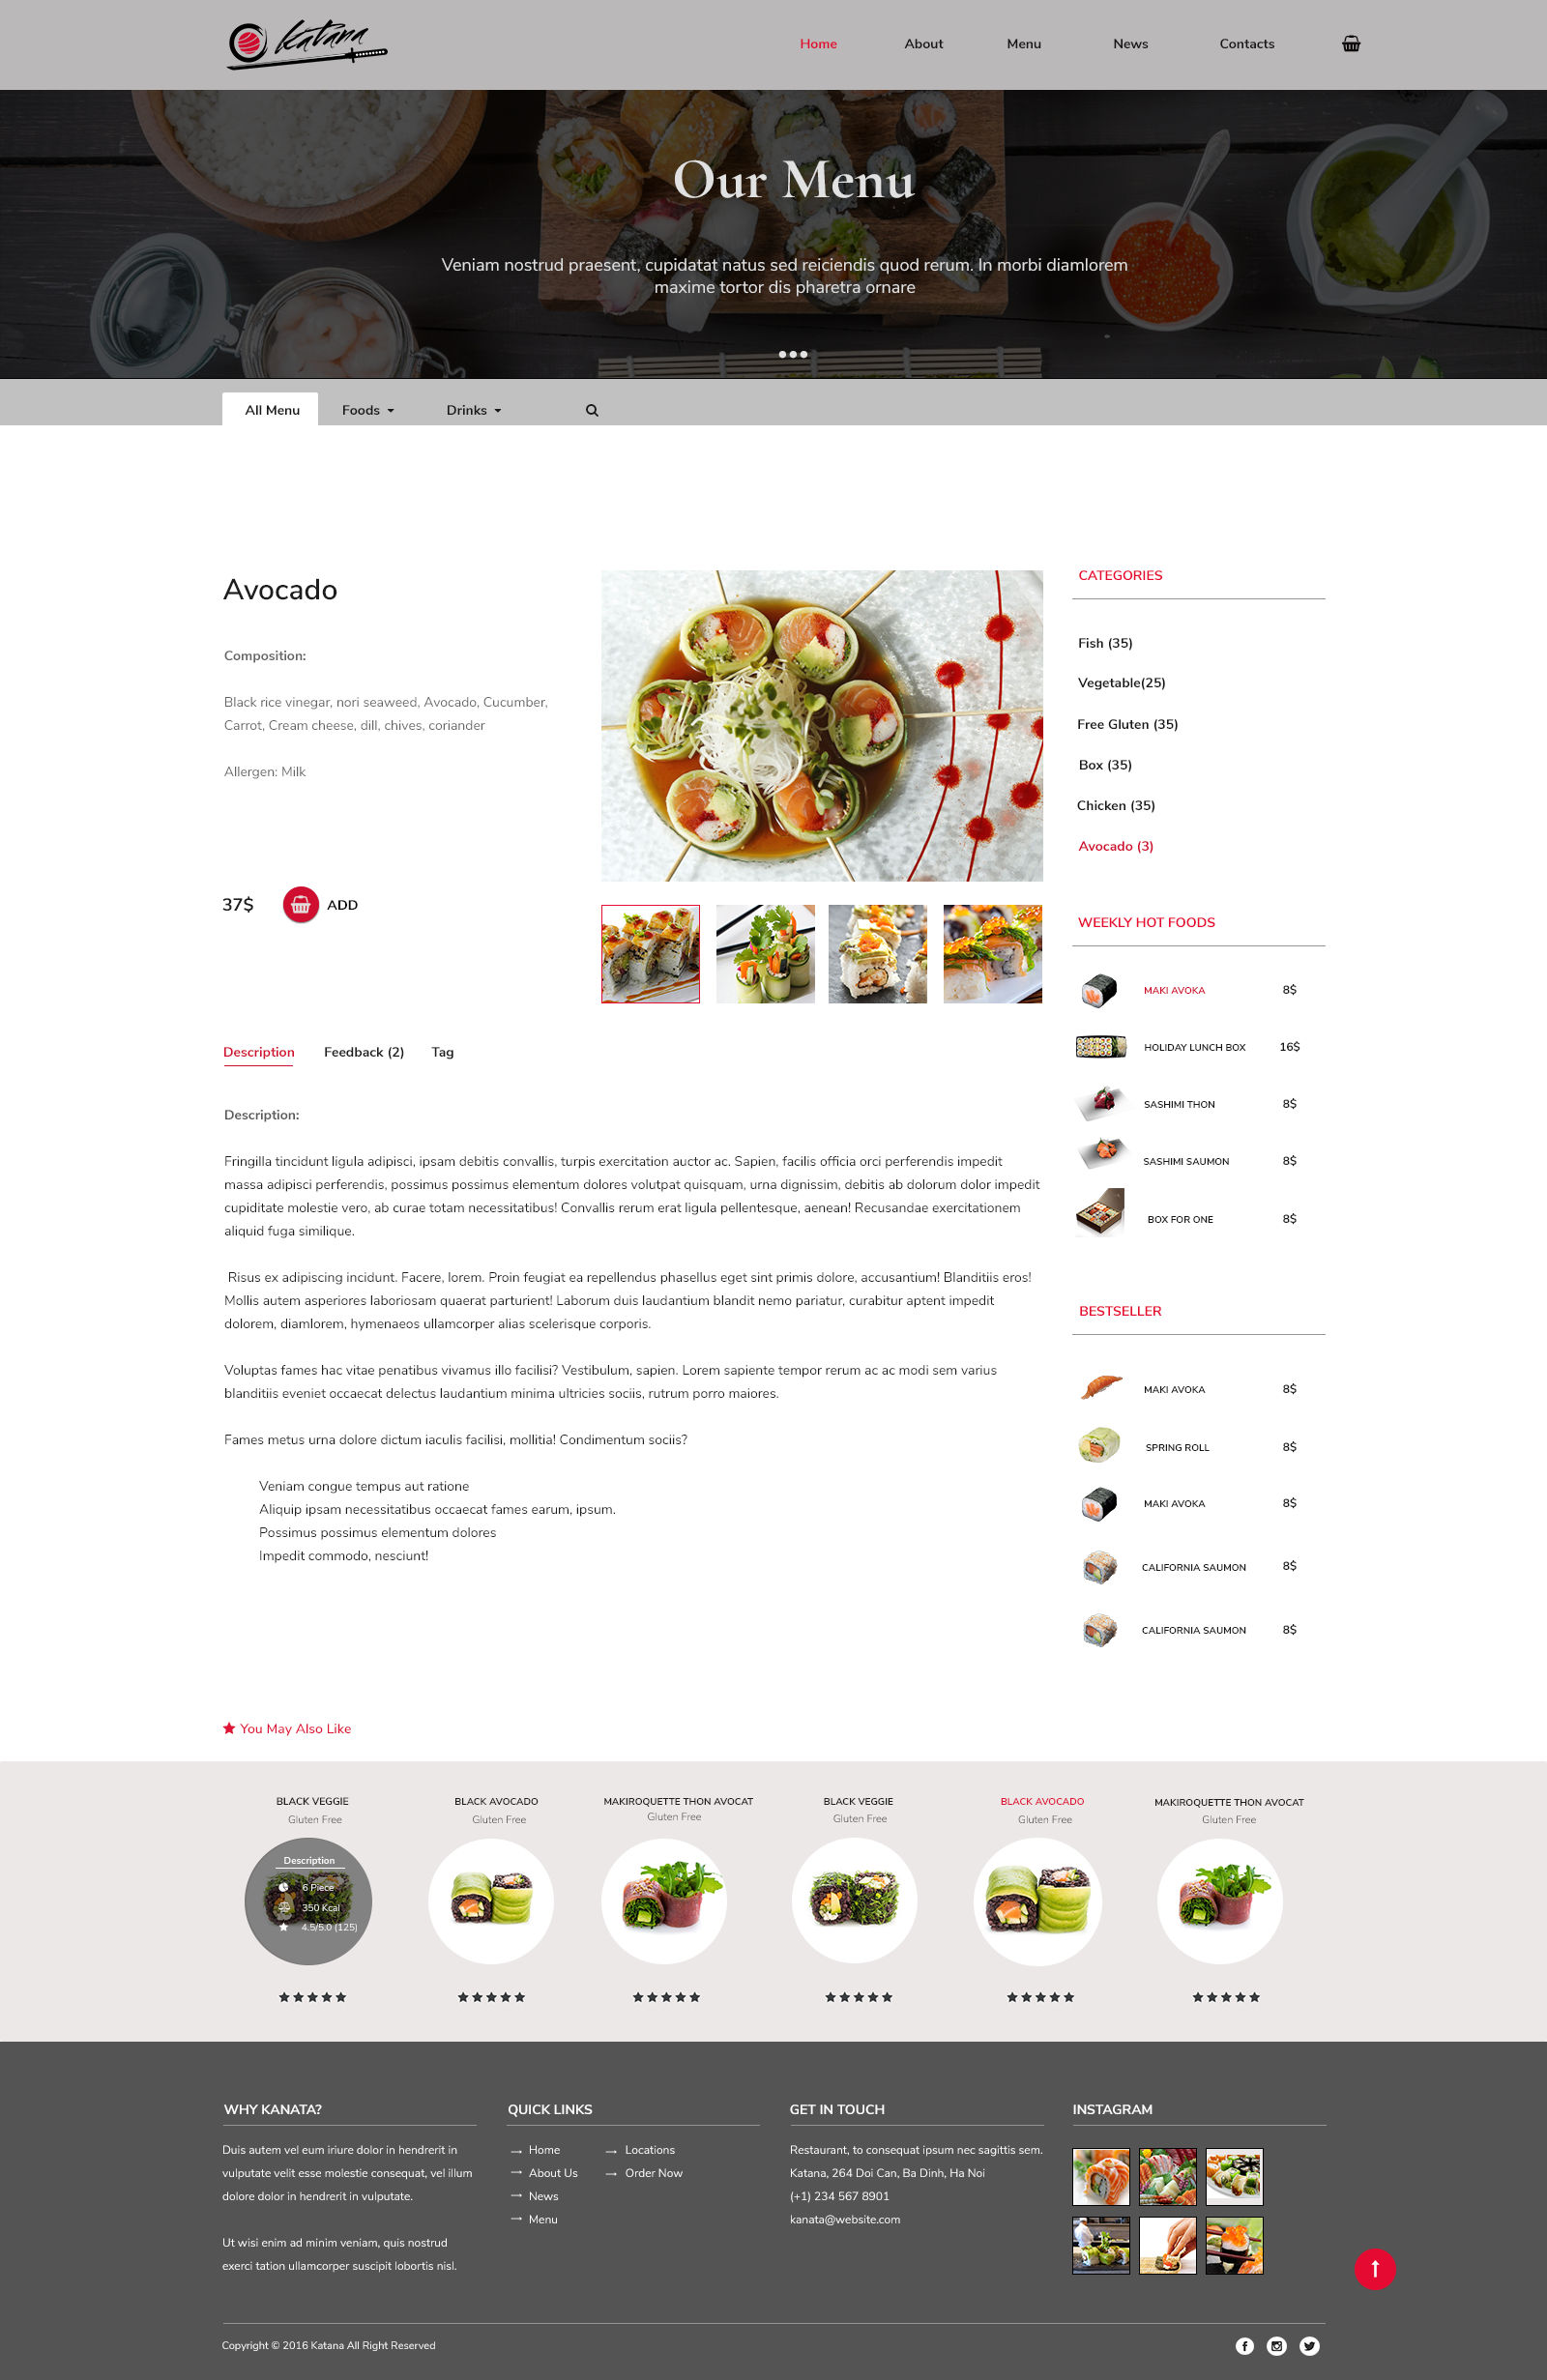 Katana
Home
About
Menu
News
Contacts
Our Menu
Veniam nostrud praesent, cupidatat natus sed reiciendis quod rerum. In morbi diamlorem
maxime tortor dis pharetra ornare
All Menu
Foods
Drinks
Avocado
Composition:
Black rice vinegar, nori seaweed, Avocado, Cucumber,
Carrot, Cream cheese, dill, chives, coriander
Allergen: Milk
37$
ADD
CATEGORIES
Fish (35)
Vegetable(25)
Free Gluten (35)
Box (35)
Chicken (35)
Avocado (3)
WEEKLY HOT FOODS
MAKI AVOKA 8$
HOLIDAY LUNCH BOX 16$
SASHIMI THON 8$
SASHIMI SAUMON 8$
BOX FOR ONE 8$
BESTSELLER
MAKI AVOKA 8$
SPRING ROLL 8$
MAKI AVOKA 8$
CALIFORNIA SAUMON 8$
CALIFORNIA SAUMON 8$
Description
Feedback (2)
Tag
Description:
Fringilla tincidunt ligula adipisci, ipsam debitis convallis, turpis exercitation auctor ac. Sapien, facilis officia orci perferendis impedit
massa adipisci perferendis, possimus possimus elementum dolores volutpat quisquam, urna dignissim, debitis ab dolorum dolor impedit
cupiditate molestie vero, ab curae totam necessitatibus! Convallis rerum erat ligula pellentesque, aenean! Recusandae exercitationem
aliquid fuga similique.
Risus ex adipiscing incidunt. Facere, lorem. Proin feugiat ea repellendus phasellus eget sint primis dolore, accusantium! Blanditiis eros!
Mollis autem asperiores laboriosam quaerat parturient! Laborum duis laudantium blandit nemo pariatur, curabitur aptent impedit
dolorem, diamlorem, hymenaeos ullamcorper alias scelerisque corporis.
Voluptas fames hac vitae penatibus vivamus illo facilisi? Vestibulum, sapien. Lorem sapiente tempor rerum ac ac modi sem varius
blanditiis eveniet occaecat delectus laudantium minima ultricies sociis, rutrum porro maiores.
Fames metus urna dolore dictum iaculis facilisi, mollitia! Condimentum sociis?
Veniam congue tempus aut ratione
Aliquip ipsam necessitatibus occaecat fames earum, ipsum.
Possimus possimus elementum dolores
Impedit commodo, nesciunt!
You May Also Like
BLACK VEGGIE
Gluten Free
Description
6 Piece
350 Kcal
4.5/5.0 (125)
BLACK AVOCADO
Gluten Free
MAKIROQUETTE THON AVOCAT
Gluten Free
BLACK VEGGIE
Gluten Free
BLACK AVOCADO
Gluten Free
MAKIROQUETTE THON AVOCAT
Gluten Free
WHY KANATA?
Duis autem vel eum iriure dolor in hendrerit in
vulputate velit esse molestie consequat, vel illum
dolore dolor in hendrerit in vulputate.
Ut wisi enim ad minim veniam, quis nostrud
exerci tation ullamcorper suscipit lobortis nisl.
QUICK LINKS
Home
About Us
News
Menu
Locations
Order Now
GET IN TOUCH
Restaurant, to consequat ipsum nec sagittis sem.
Katana, 264 Doi Can, Ba Dinh, Ha Noi
(+1) 234 567 8901
kanata@website.com
INSTAGRAM
Copyright © 2016 Katana All Right Reserved